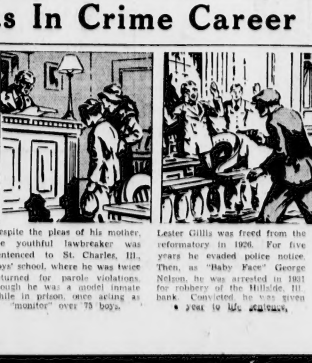 s In Crime Career
spite the pleas of his mother,
e youthful lawbreaker was
ntenced to St. Charles, Ill.,
ys' school, where he was twice
turned for parole violations.
ough he was a model inmate
hile in prison, once acting as
"monitor" over 75 boys.
Lester Gillis was freed from the
reformatory in 1926. For five
years he evaded police notice.
Then, as "Baby Face" George
Nelson, he was arrested in 1931
for robbery of the Hillside, Ill.
bank. Convicted, he was given
a year to life sentence.